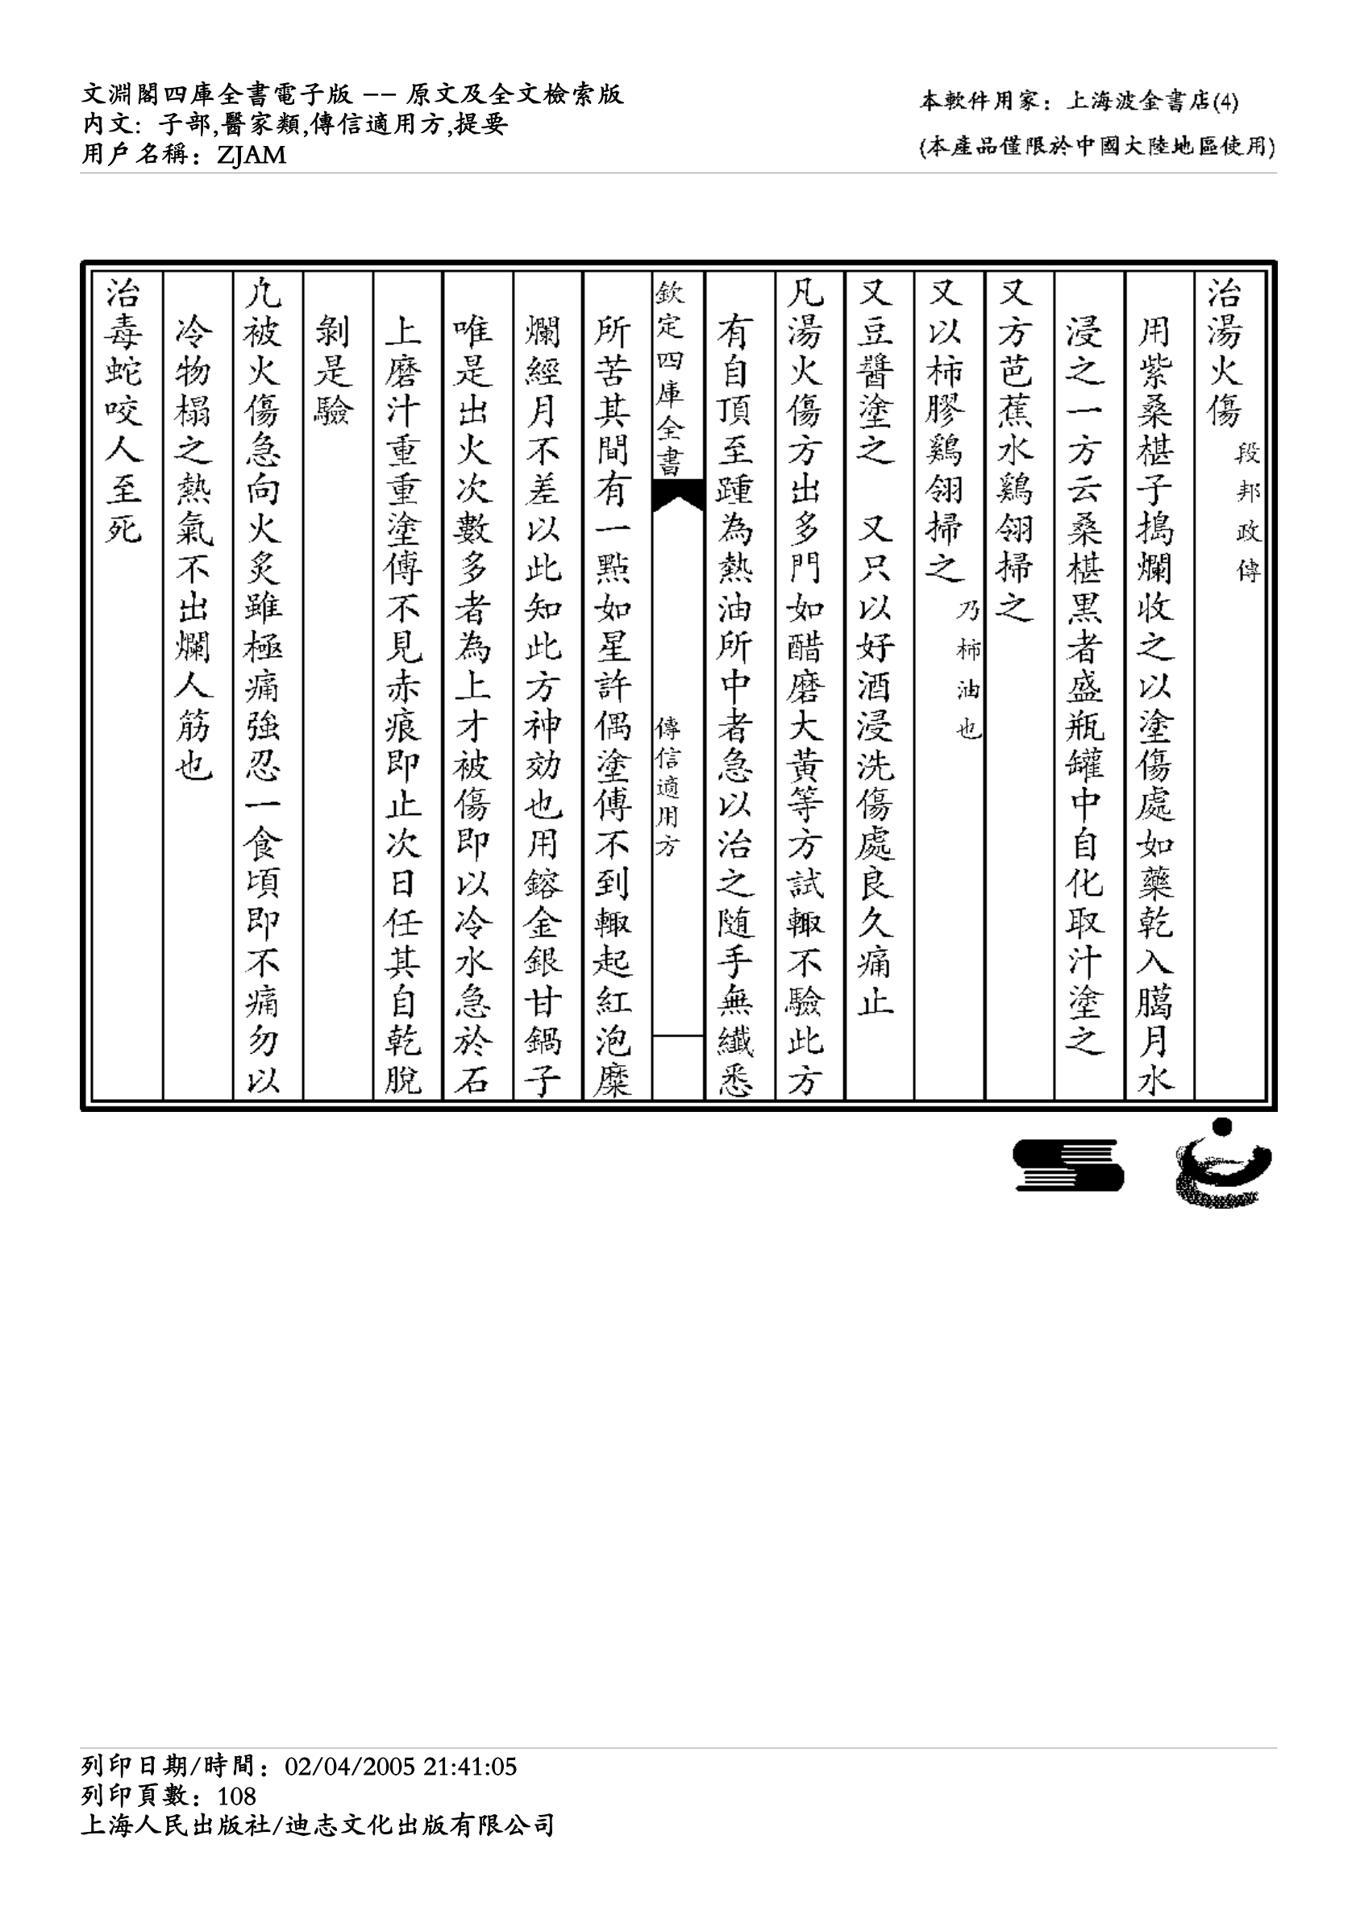 文淵閣四庫全書電子版 -- 原文及全文檢索版
内文: 子部,醫家類,傳信適用方,提要
用戶名稱: ZJAM
本軟件用家: 上海波金書店(4)
(本產品僅限於中國大陸地區使用)
治湯火傷 段邦政傳
用紫桑椹子搗爛收之以塗傷處如藥乾入臈月水
浸之一方云桑椹黑者盛瓶罐中自化取汁塗之
又方芭蕉水鷄翎掃之
又以柿膠鷄翎掃之 乃柿油也
又豆醬塗之 又只以好酒浸洗傷處良久痛止
凡湯火傷方出多門如醋磨大黃等方試輙不驗此方
有自頂至踵為熱油所中者急以治之随手無纎悉
欽定四庫全書 傳信適用方
所苦其間有一點如星許偶塗傅不到輙起紅泡糜
爛經月不差以此知此方神効也用鎔金銀甘鍋子
唯是出火次數多者為上才被傷即以冷水急於石
上磨汁重重塗傅不見赤痕即止次日任其自乾脫
剝是驗
凢被火傷急向火炙雖極痛強忍一食頃即不痛勿以
冷物榻之熱氣不出爛人筋也
治毒蛇咬人至死
列印日期/時間: 02/04/2005 21:41:05
列印頁數: 108
上海人民出版社/迪志文化出版有限公司